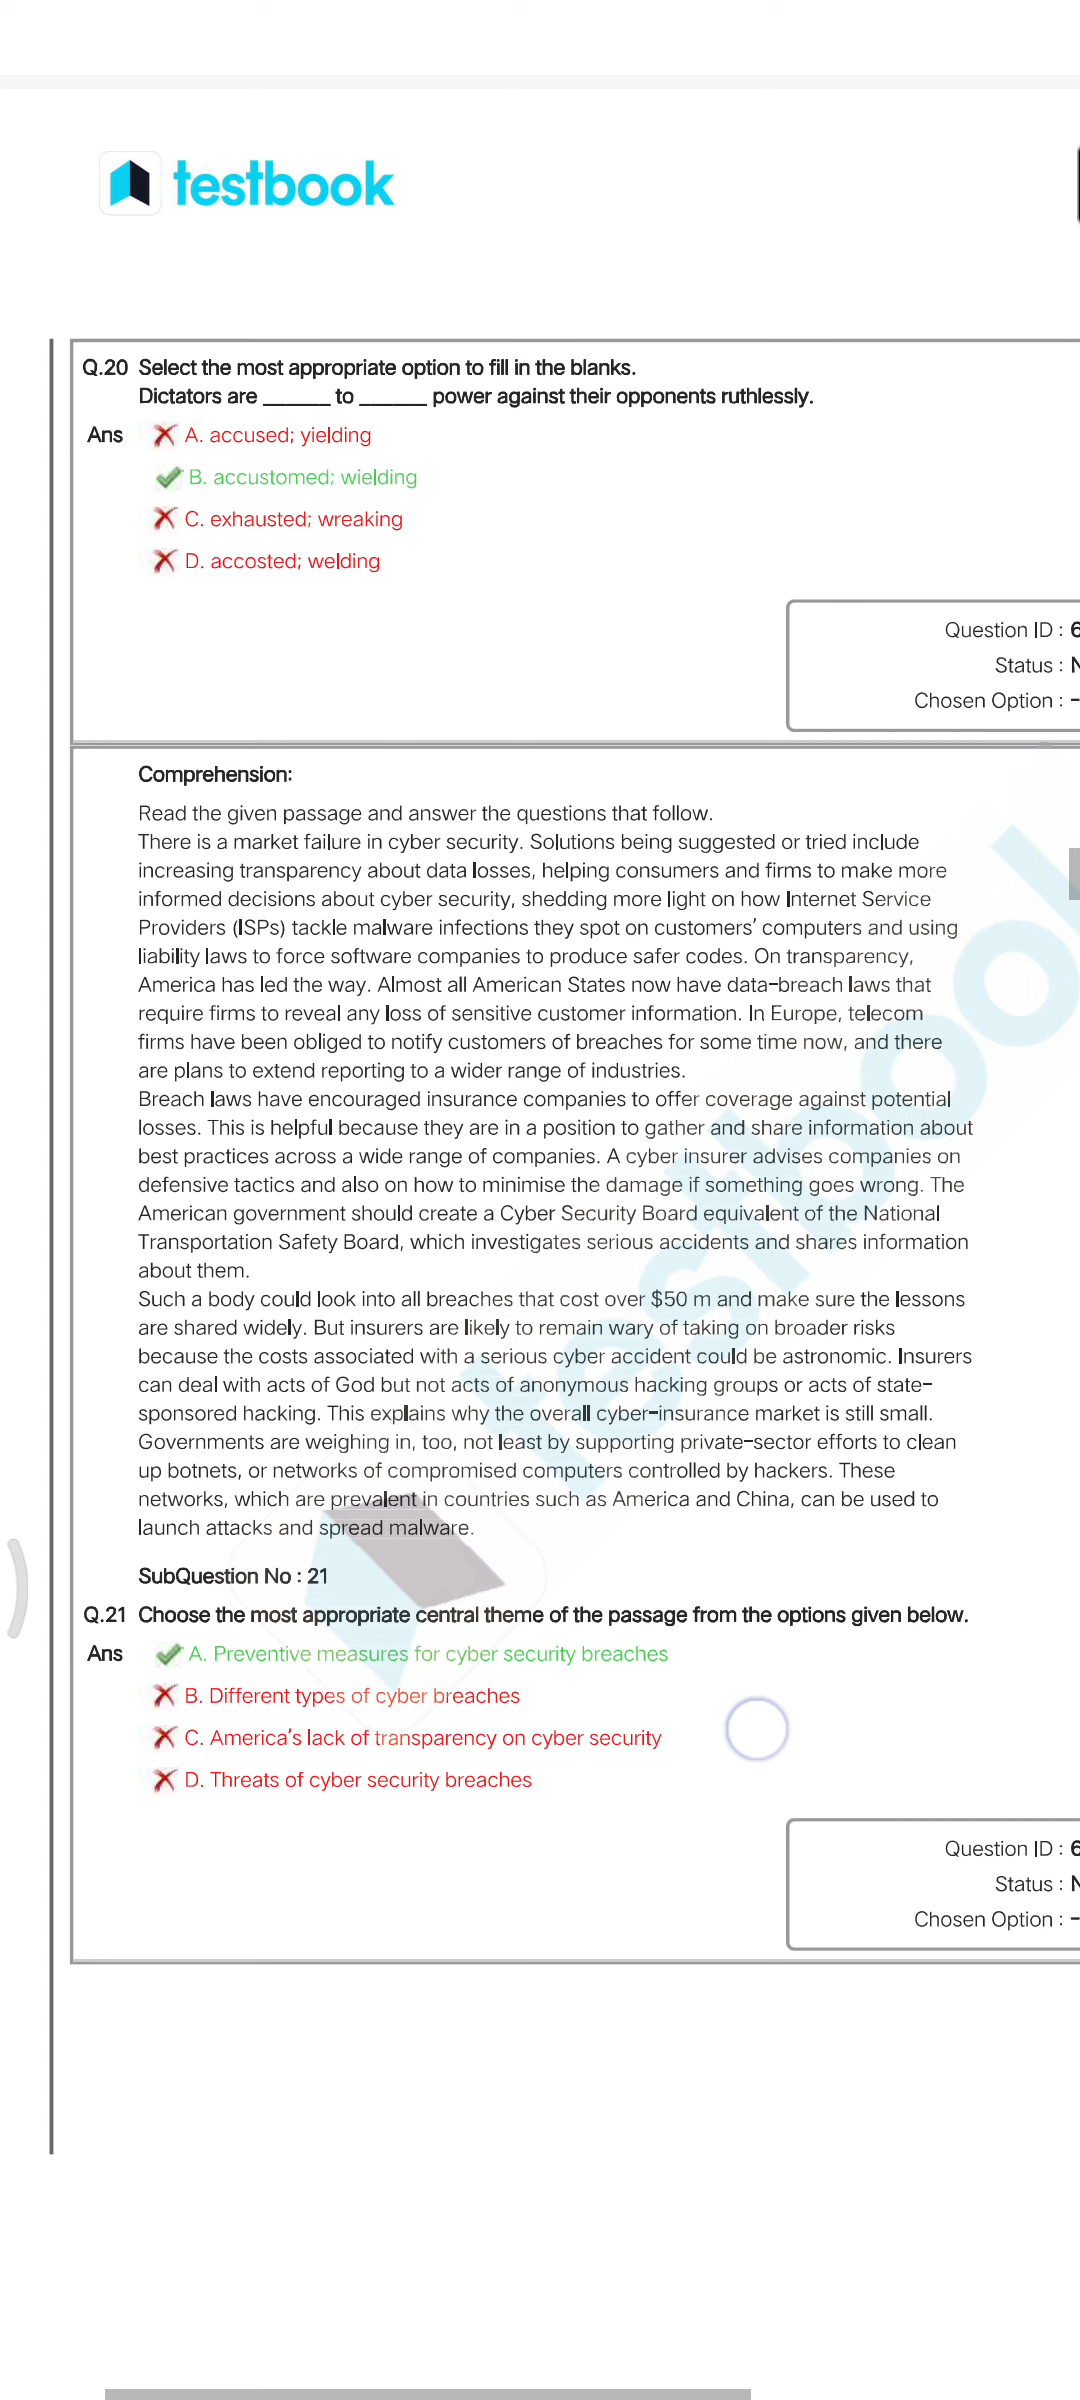 testbook
Q.20 Select the most appropriate option to fill in the blanks.
Dictators are ______ to ______ power against their opponents ruthlessly.
Ans A. accused; yielding
B. accustomed; wielding
C. exhausted; wreaking
D. accosted; welding
Question ID :
Status :
Chosen Option :
Comprehension:
Read the given passage and answer the questions that follow.
There is a market failure in cyber security. Solutions being suggested or tried include
increasing transparency about data losses, helping consumers and firms to make more
informed decisions about cyber security, shedding more light on how Internet Service
Providers (ISPs) tackle malware infections they spot on customers' computers and using
liability laws to force software companies to produce safer codes. On transparency,
America has led the way. Almost all American States now have data-breach laws that
require firms to reveal any loss of sensitive customer information. In Europe, telecom
firms have been obliged to notify customers of breaches for some time now, and there
are plans to extend reporting to a wider range of industries.
Breach laws have encouraged insurance companies to offer coverage against potential
losses. This is helpful because they are in a position to gather and share information about
best practices across a wide range of companies. A cyber insurer advises companies on
defensive tactics and also on how to minimise the damage if something goes wrong. The
American government should create a Cyber Security Board equivalent of the National
Transportation Safety Board, which investigates serious accidents and shares information
about them.
Such a body could look into all breaches that cost over $50 m and make sure the lessons
are shared widely. But insurers are likely to remain wary of taking on broader risks
because the costs associated with a serious cyber accident could be astronomic. Insurers
can deal with acts of God but not acts of anonymous hacking groups or acts of state-
sponsored hacking. This explains why the overall cyber-insurance market is still small.
Governments are weighing in, too, not least by supporting private-sector efforts to clean
up botnets, or networks of compromised computers controlled by hackers. These
networks, which are prevalent in countries such as America and China, can be used to
launch attacks and spread malware.
SubQuestion No : 21
Q.21 Choose the most appropriate central theme of the passage from the options given below.
Ans A. Preventive measures for cyber security breaches
B. Different types of cyber breaches
C. America's lack of transparency on cyber security
D. Threats of cyber security breaches
Question ID :
Status :
Chosen Option :
testbook